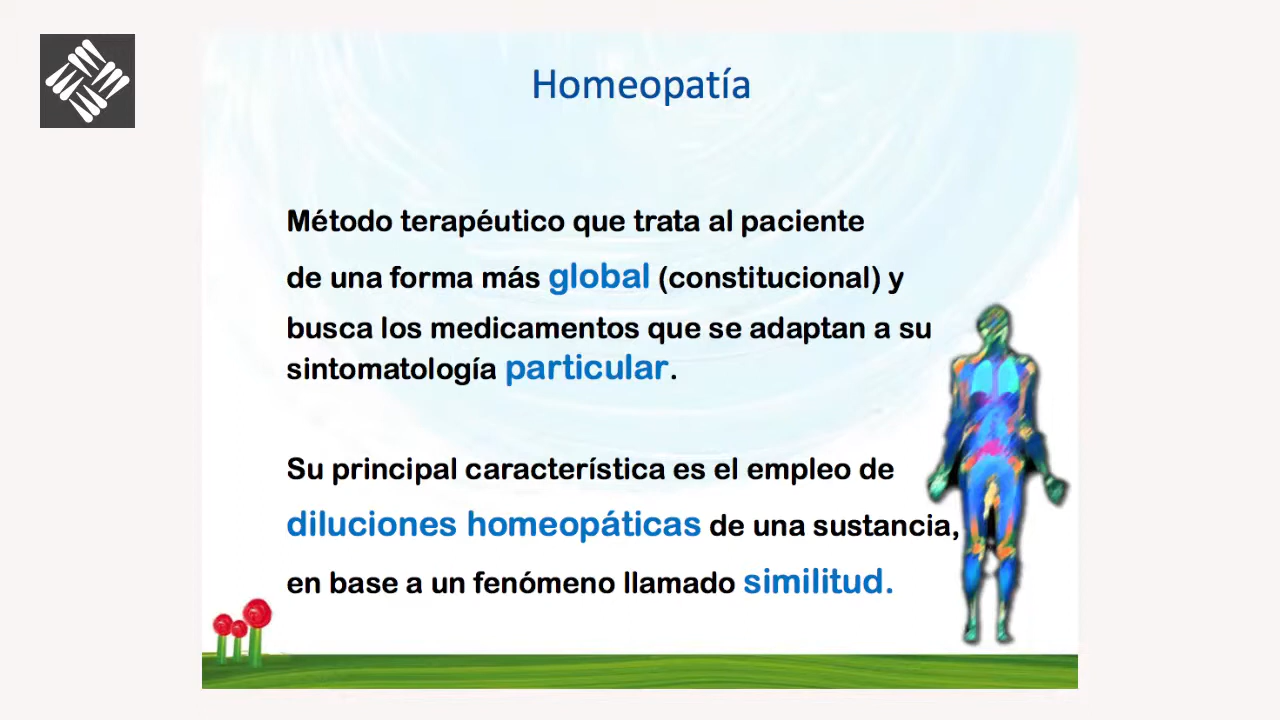 Homeopatía
Método terapéutico que trata al paciente
de una forma más global (constitucional) y
busca los medicamentos que se adaptan a su
sintomatología particular.
Su principal característica es el empleo de
diluciones homeopáticas de una sustancia,
en base a un fenómeno llamado similitud.